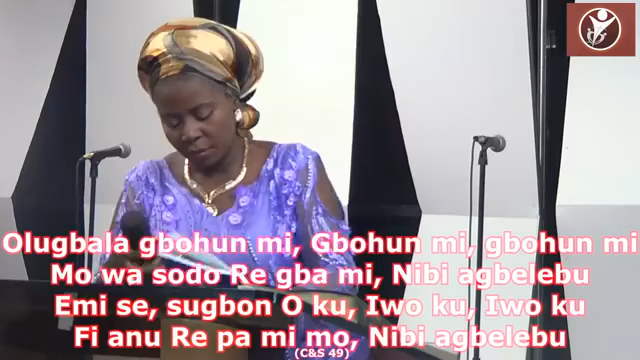 Olugbala gbohun mi, Gbohun mi, gbohun mi
Mo wa sodo Re gba mi, Nibi agbelebu
Emi se, sugbon O ku, Iwo ku, Iwo ku
Fi anu Re pa mi mo, Nibi agbelebu
(C&S 49)